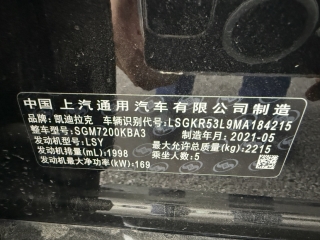 中国 上汽通用汽车有限公司制造
品牌：凯迪拉克 车辆识别代号：LSGKR53L9MA184215
整车型号：SGM7200KBA3 制造年月：2021-05
发动机型号：LSY 最大允许总质量(kg)：2215
发动机排量(mL)：1998 乘坐人数：5
发动机最大净功率(kW)：169